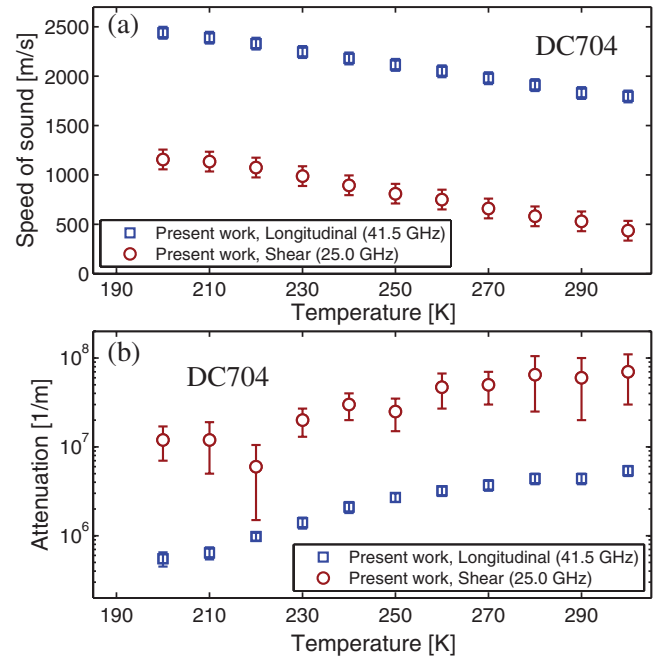 (a)
DC704
Speed of sound [m/s]
2500
2000
1500
1000
500
0
Present work, Longitudinal (41.5 GHz)
Present work, Shear (25.0 GHz)
190 210 230 250 270 290
Temperature [K]
(b)
DC704
Attenuation [1/m]
10^8
10^7
10^6
Present work, Longitudinal (41.5 GHz)
Present work, Shear (25.0 GHz)
190 210 230 250 270 290
Temperature [K]